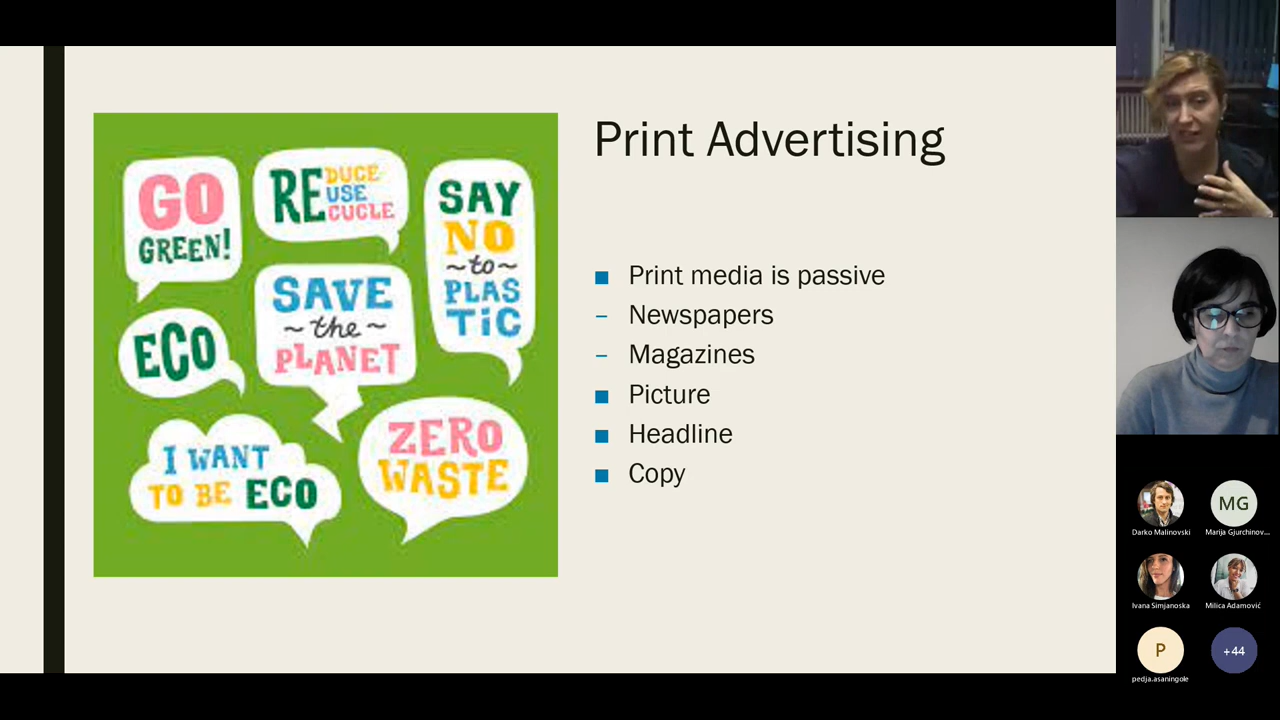 Print Advertising
GO
GREEN!
REDUCE
USE
CUCLE
SAY
NO
~to~
PLAS
TiC
SAVE
~the~
PLANET
ECO
I WANT
TO BE ECO
ZERO
WASTE
Print media is passive
Newspapers
Magazines
Picture
Headline
Copy
MG
Darko Malinovski
Marija Gjurchinov...
Ivana Simjanoska
Milica Adamović
P
+44
pedja.asaningole